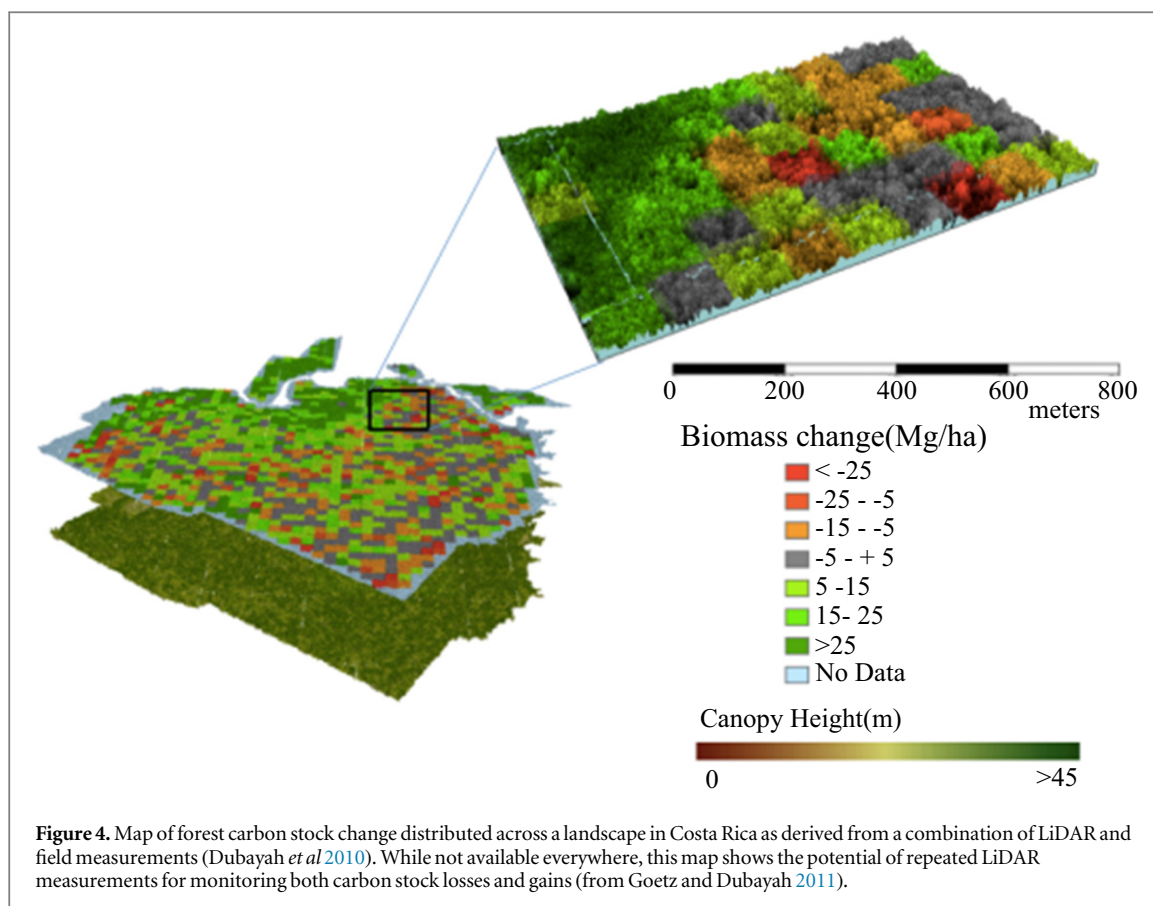 0 200 400 600 800
meters
Biomass change(Mg/ha)
< -25
-25 - -5
-15 - -5
-5 - + 5
5 -15
15- 25
>25
No Data
Canopy Height(m)
0 >45
Figure 4. Map of forest carbon stock change distributed across a landscape in Costa Rica as derived from a combination of LiDAR and
field measurements (Dubayah et al 2010). While not available everywhere, this map shows the potential of repeated LiDAR
measurements for monitoring both carbon stock losses and gains (from Goetz and Dubayah 2011).